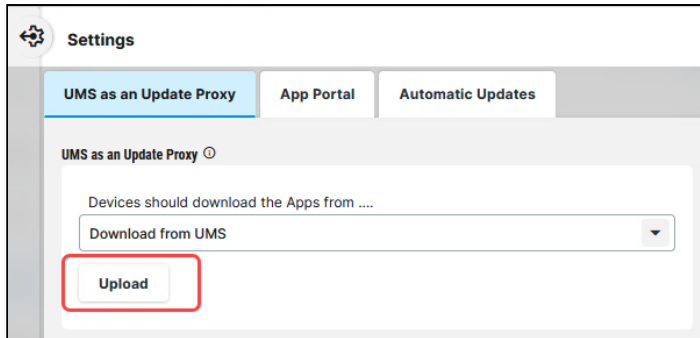 Settings
UMS as an Update Proxy App Portal Automatic Updates
UMS as an Update Proxy
Devices should download the Apps from ....
Download from UMS
Upload